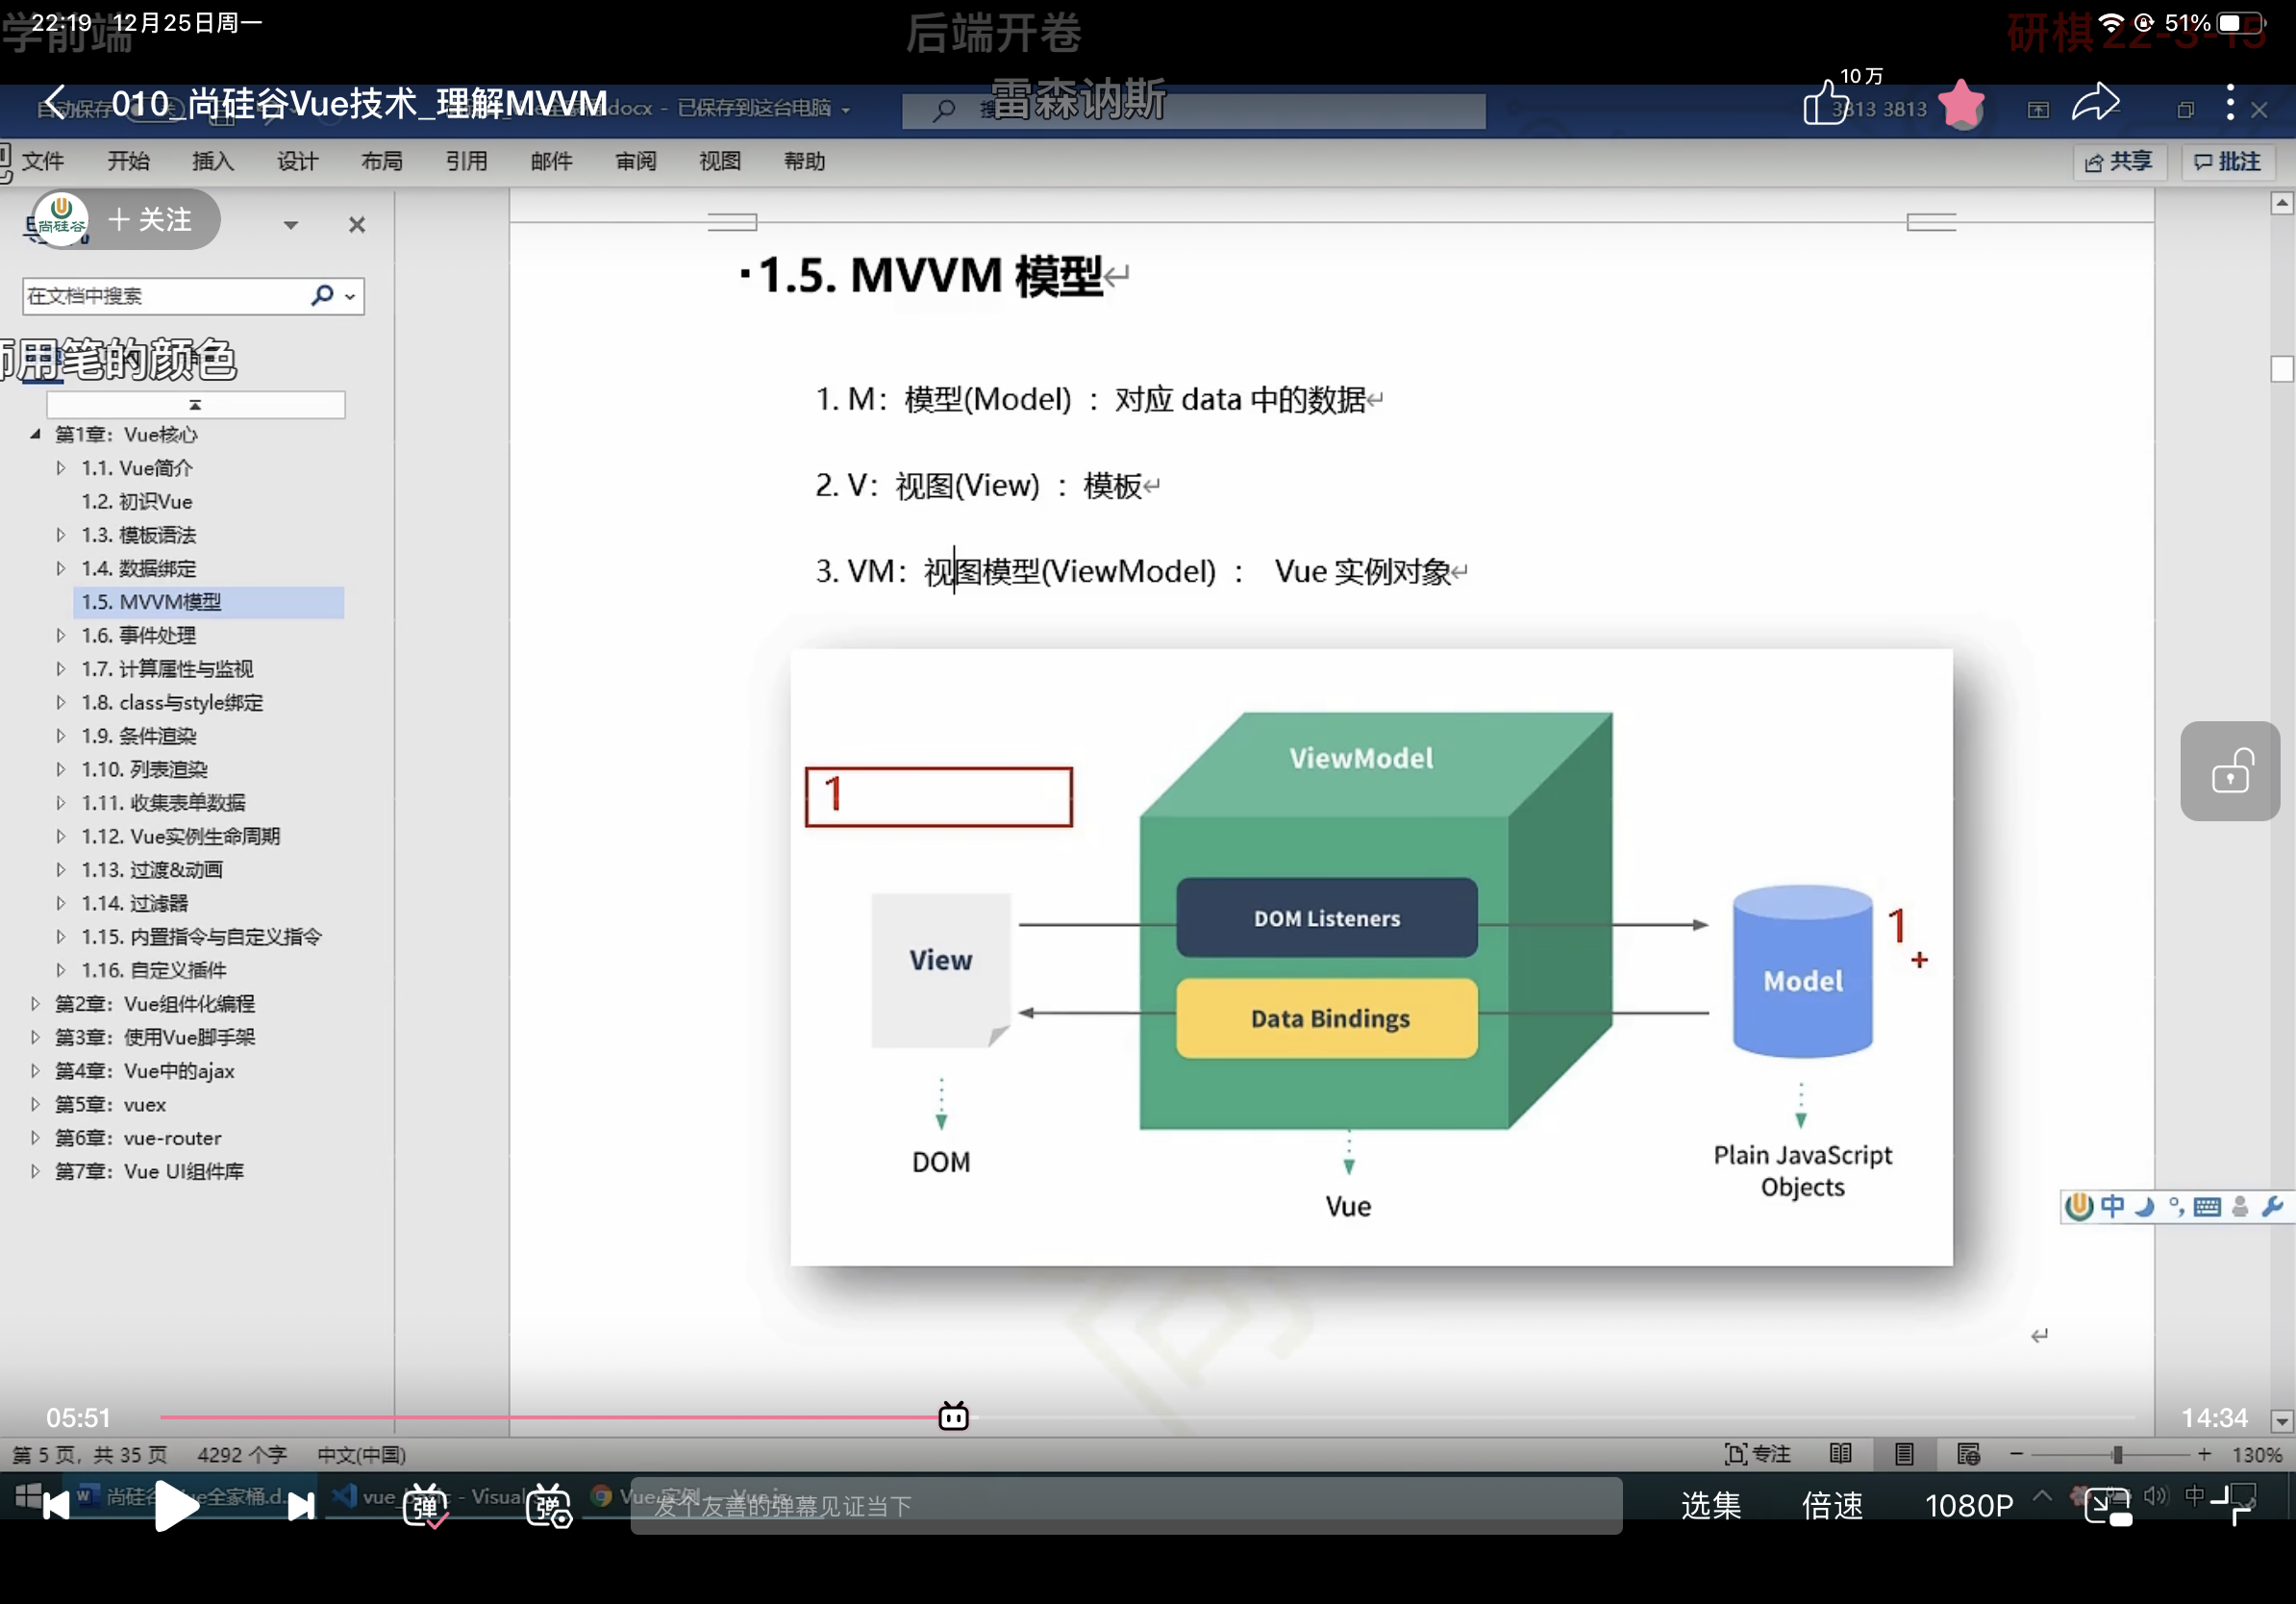 22:19 12月25日周一
51%
学前端
后端开卷
研棋 22-3-15
雷森讷斯
10万
010_尚硅谷Vue技术_理解MVVM
自动保存
docx - 已保存到这台电脑
搜
3813 3813
文件 开始 插入 设计 布局 引用 邮件 审阅 视图 帮助
共享 批注
尚硅谷
+ 关注
在文档中搜索
师用笔的颜色
第1章：Vue核心
1.1. Vue简介
1.2. 初识Vue
1.3. 模板语法
1.4. 数据绑定
1.5. MVVM模型
1.6. 事件处理
1.7. 计算属性与监视
1.8. class与style绑定
1.9. 条件渲染
1.10. 列表渲染
1.11. 收集表单数据
1.12. Vue实例生命周期
1.13. 过渡&动画
1.14. 过滤器
1.15. 内置指令与自定义指令
1.16. 自定义插件
第2章：Vue组件化编程
第3章：使用Vue脚手架
第4章：Vue中的ajax
第5章：vuex
第6章：vue-router
第7章：Vue UI组件库
1.5. MVVM 模型
1. M：模型(Model) ：对应 data 中的数据
2. V：视图(View) ：模板
3. VM：视图模型(ViewModel) ： Vue 实例对象
1
ViewModel
DOM Listeners
Data Bindings
View
Model
1
DOM
Vue
Plain JavaScript
Objects
中
05:51
14:34
第 5 页，共 35 页 4292 个字 中文(中国)
专注
130%
尚硅谷 ue全家桶.d...
vue_basic - Visual
Vue 实例 — Vue.js
弹
弹
发个友善的弹幕见证当下
选集 倍速 1080P
中